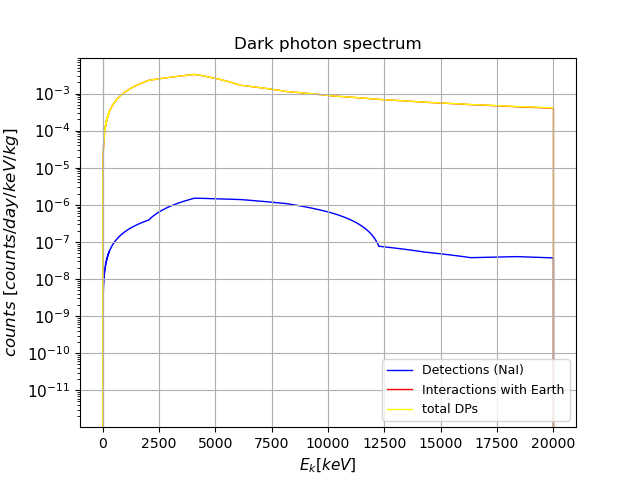 Dark photon spectrum
counts [counts/day/keV/kg]
10⁻³
10⁻⁴
10⁻⁵
10⁻⁶
10⁻⁷
10⁻⁸
10⁻⁹
10⁻¹⁰
10⁻¹¹
Detections (NaI)
Interactions with Earth
total DPs
0 2500 5000 7500 10000 12500 15000 17500 20000
Eₖ[keV]